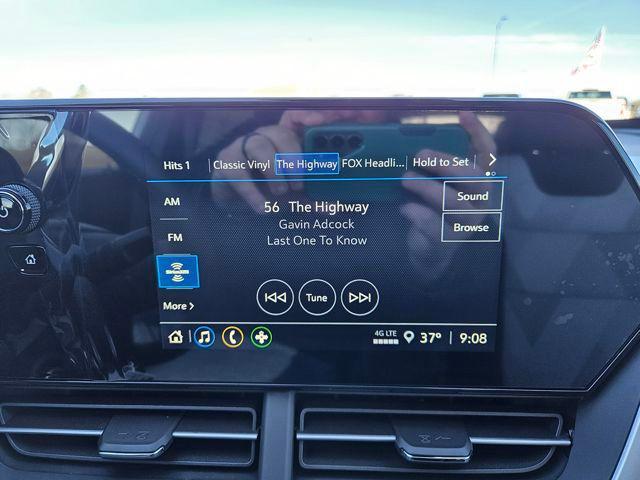 Hits 1 Classic Vinyl The Highway FOX Headli... Hold to Set
AM
56 The Highway
Sound
Gavin Adcock
FM
Browse
Last One To Know
SiriusXM
Tune
More
4G LTE
37° 9:08